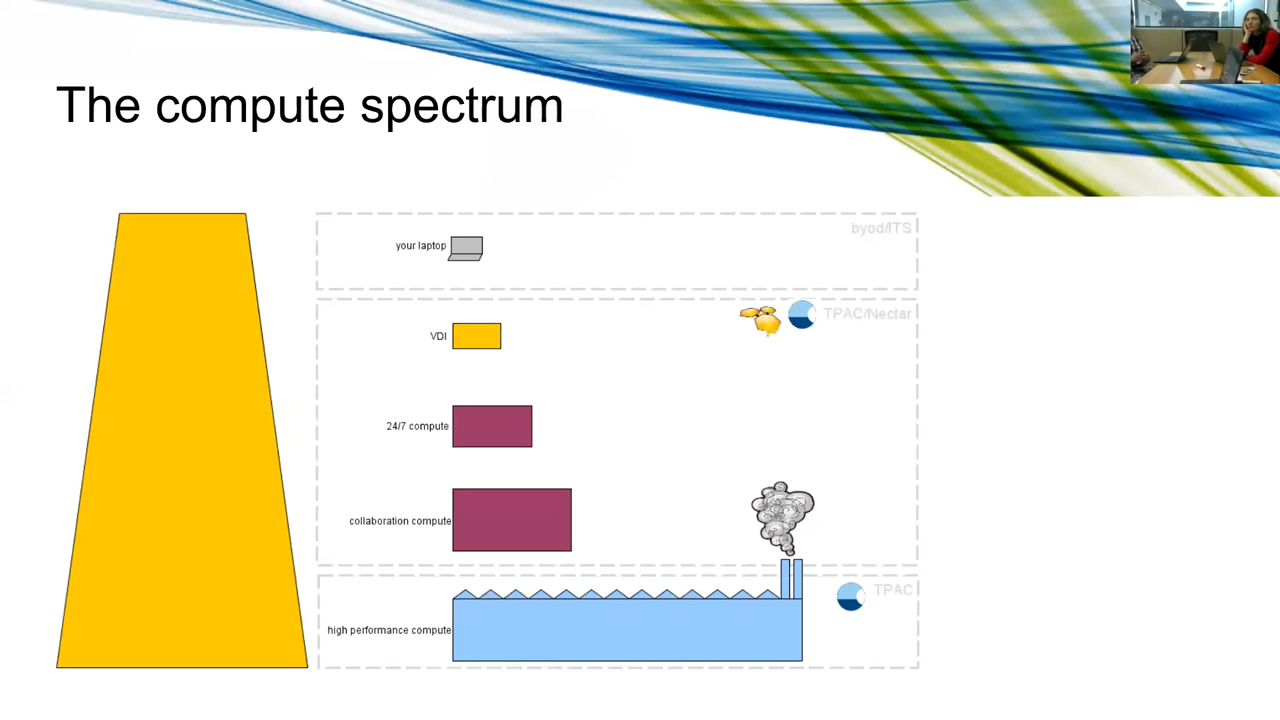 The compute spectrum
byod/ITS
your laptop
TPAC/Nectar
VDI
24/7 compute
collaboration compute
TPAC
high performance compute